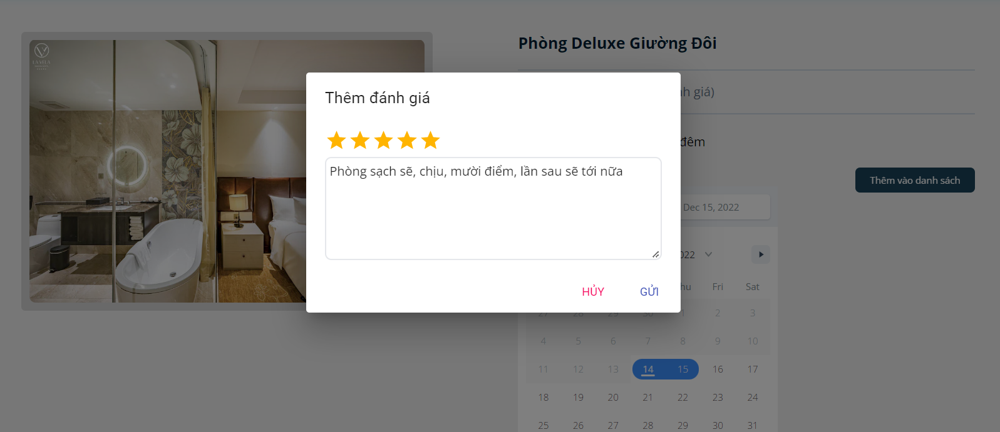 LA VELA
Phòng Deluxe Giường Đôi
nh giá)
Thêm đánh giá
đêm
Phòng sạch sẽ, chịu, mười điểm, lần sau sẽ tới nữa
Thêm vào danh sách
Dec 15, 2022
022
HỦY GỬI
hu Fri Sat
27 28 29 30 1 2 3
4 5 6 7 8 9 10
11 12 13 14 15 16 17
18 19 20 21 22 23 24
25 26 27 28 29 30 31